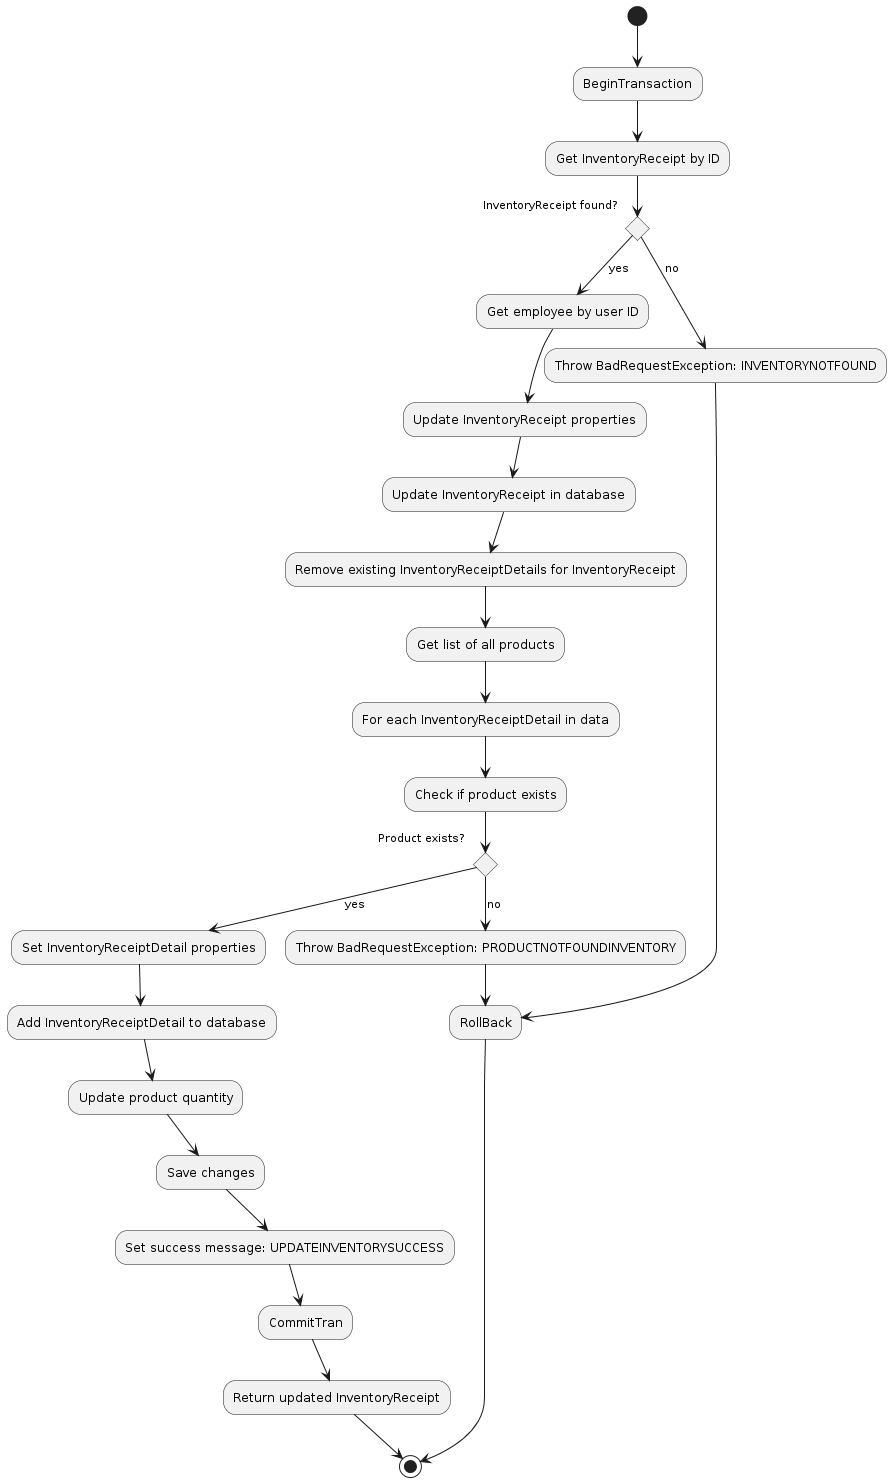 BeginTransaction
Get InventoryReceipt by ID
InventoryReceipt found?
yes
no
Get employee by user ID
Throw BadRequestException: INVENTORYNOTFOUND
Update InventoryReceipt properties
Update InventoryReceipt in database
Remove existing InventoryReceiptDetails for InventoryReceipt
Get list of all products
For each InventoryReceiptDetail in data
Check if product exists
Product exists?
yes
no
Set InventoryReceiptDetail properties
Throw BadRequestException: PRODUCTNOTFOUNDINVENTORY
Add InventoryReceiptDetail to database
RollBack
Update product quantity
Save changes
Set success message: UPDATEINVENTORYSUCCESS
CommitTran
Return updated InventoryReceipt